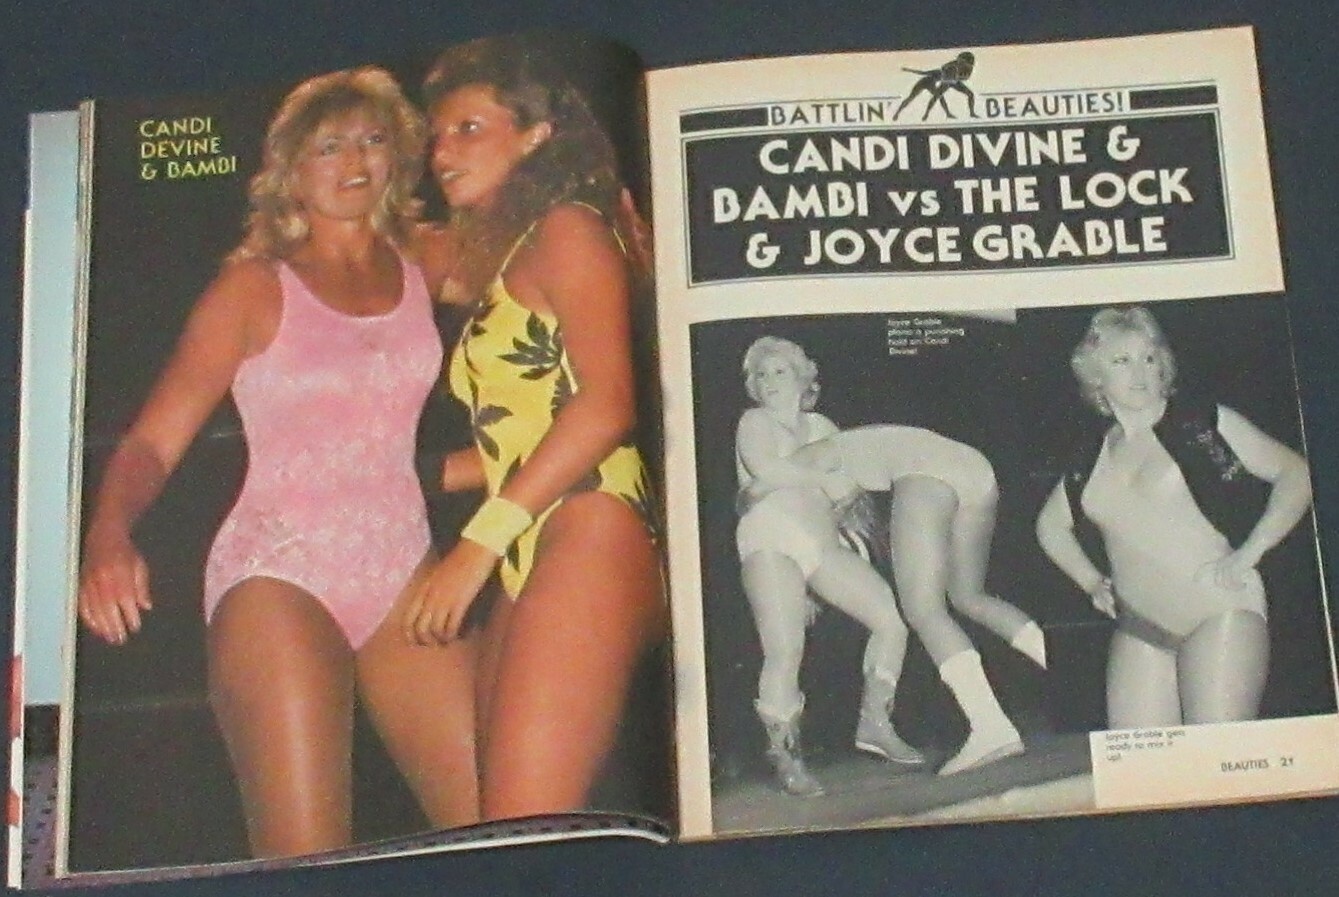 CANDI
DEVINE
& BAMBI
BATTLIN' BEAUTIES!
CANDI DIVINE &
BAMBI vs THE LOCK
& JOYCE GRABLE
Joyce Grable
plants a punishing
hold on Candi
Divine!
Joyce Grable gets
ready to mix it
up!
BEAUTIES 21